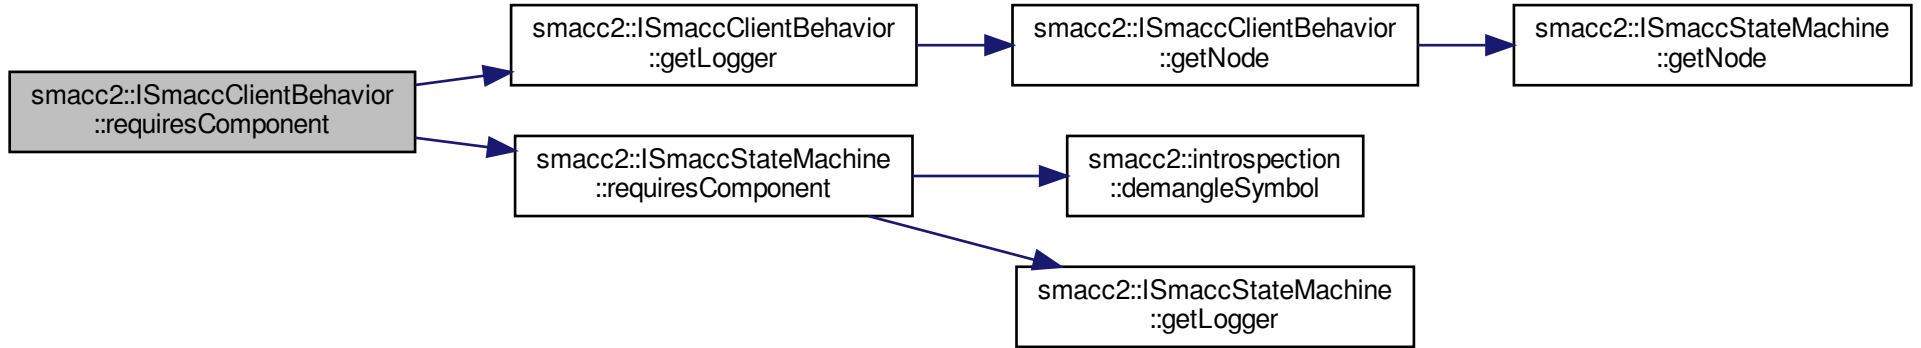 smacc2::ISmaccClientBehavior
::requiresComponent
smacc2::ISmaccClientBehavior
::getLogger
smacc2::ISmaccClientBehavior
::getNode
smacc2::ISmaccStateMachine
::getNode
smacc2::ISmaccStateMachine
::requiresComponent
smacc2::introspection
::demangleSymbol
smacc2::ISmaccStateMachine
::getLogger